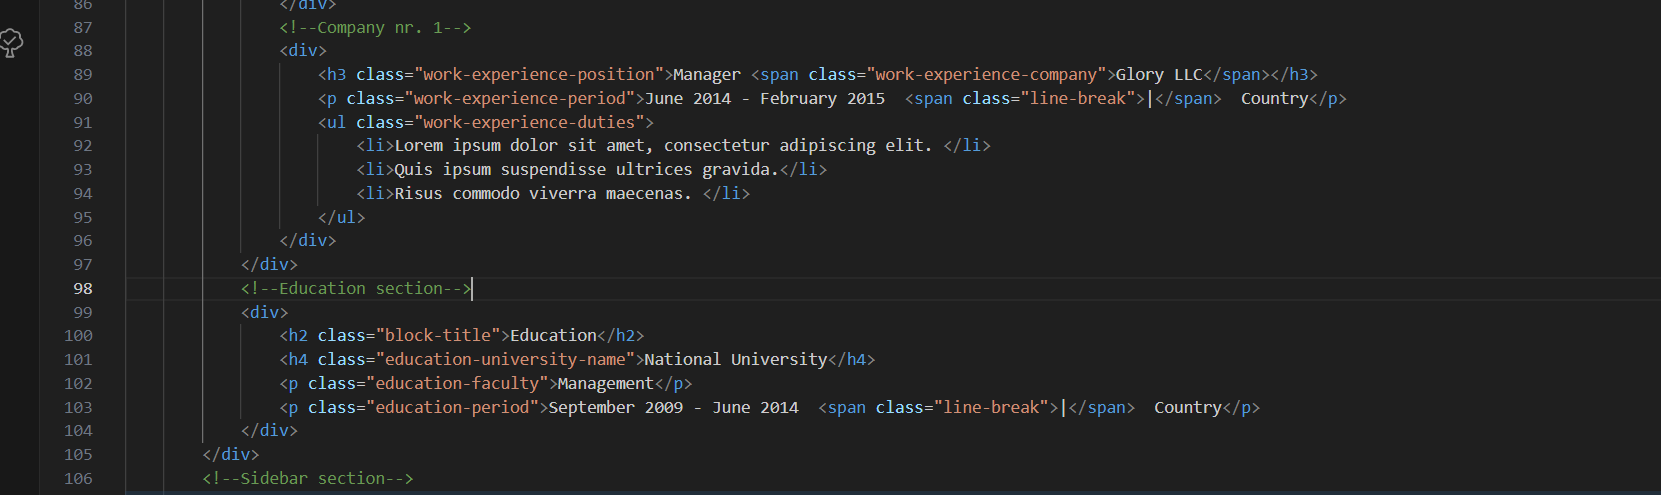 86 </div>
87 <!--Company nr. 1-->
88 <div>
89 <h3 class="work-experience-position">Manager <span class="work-experience-company">Glory LLC</span></h3>
90 <p class="work-experience-period">June 2014 - February 2015  <span class="line-break">|</span>  Country</p>
91 <ul class="work-experience-duties">
92 <li>Lorem ipsum dolor sit amet, consectetur adipiscing elit. </li>
93 <li>Quis ipsum suspendisse ultrices gravida.</li>
94 <li>Risus commodo viverra maecenas. </li>
95 </ul>
96 </div>
97 </div>
98 <!--Education section-->
99 <div>
100 <h2 class="block-title">Education</h2>
101 <h4 class="education-university-name">National University</h4>
102 <p class="education-faculty">Management</p>
103 <p class="education-period">September 2009 - June 2014  <span class="line-break">|</span>  Country</p>
104 </div>
105 </div>
106 <!--Sidebar section-->